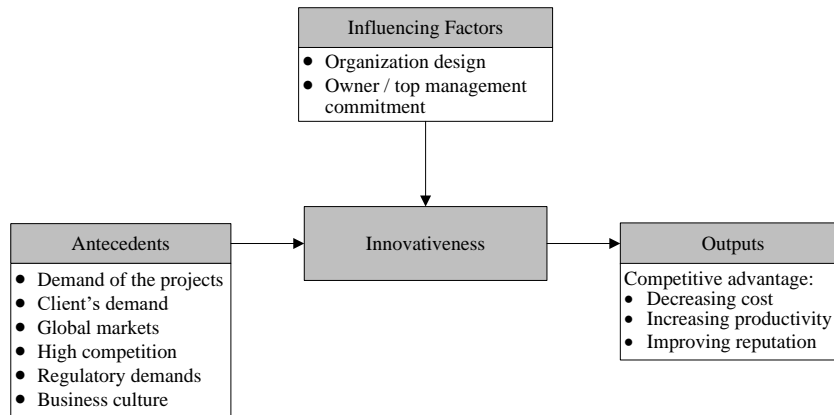 Influencing Factors
● Organization design
● Owner / top management
commitment
Antecedents
● Demand of the projects
● Client's demand
● Global markets
● High competition
● Regulatory demands
● Business culture
Innovativeness
Outputs
Competitive advantage:
● Decreasing cost
● Increasing productivity
● Improving reputation